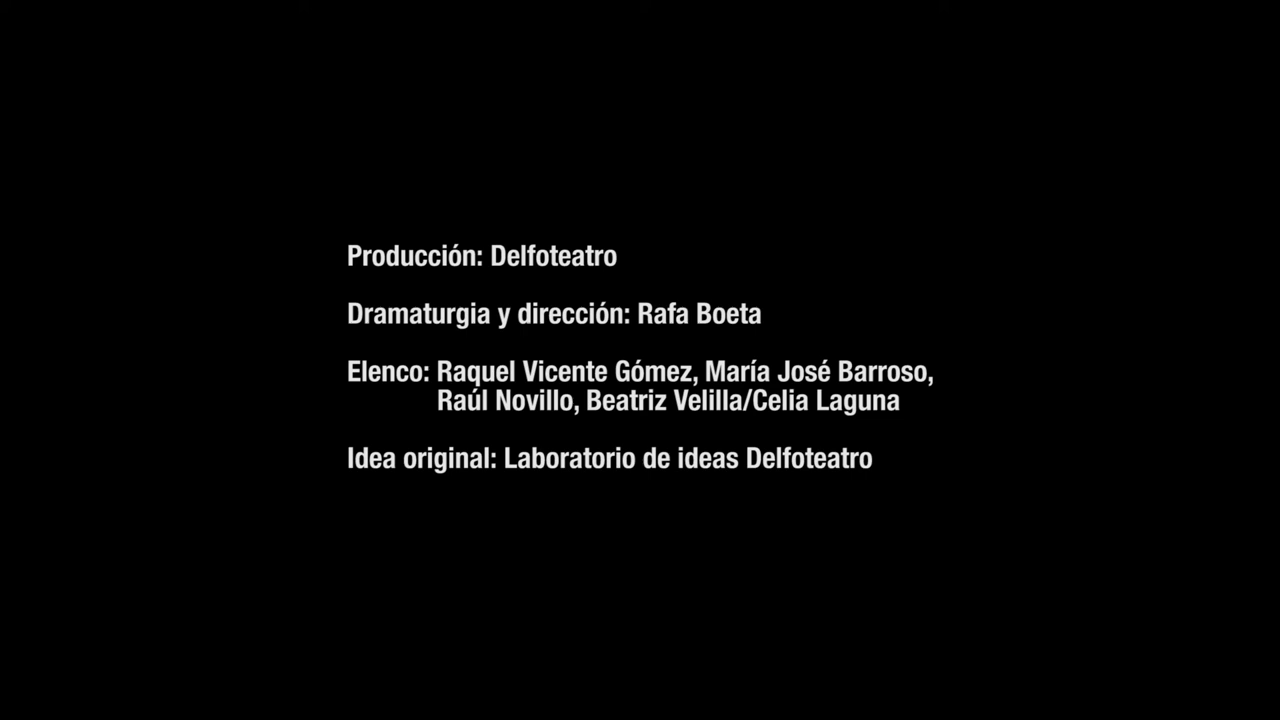 Producción: Delfoteatro
Dramaturgia y dirección: Rafa Boeta
Elenco: Raquel Vicente Gómez, María José Barroso,
Raúl Novillo, Beatriz Velilla/Celia Laguna
Idea original: Laboratorio de ideas Delfoteatro